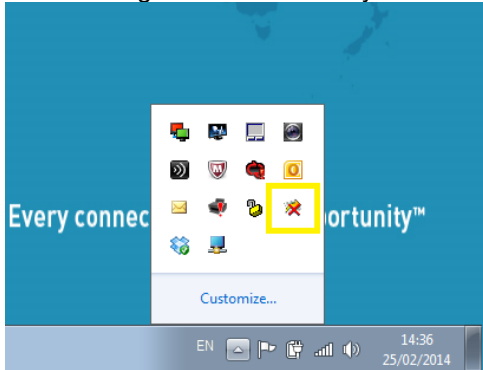 Every connec
ortunity™
Customize...
EN
14:36
25/02/2014